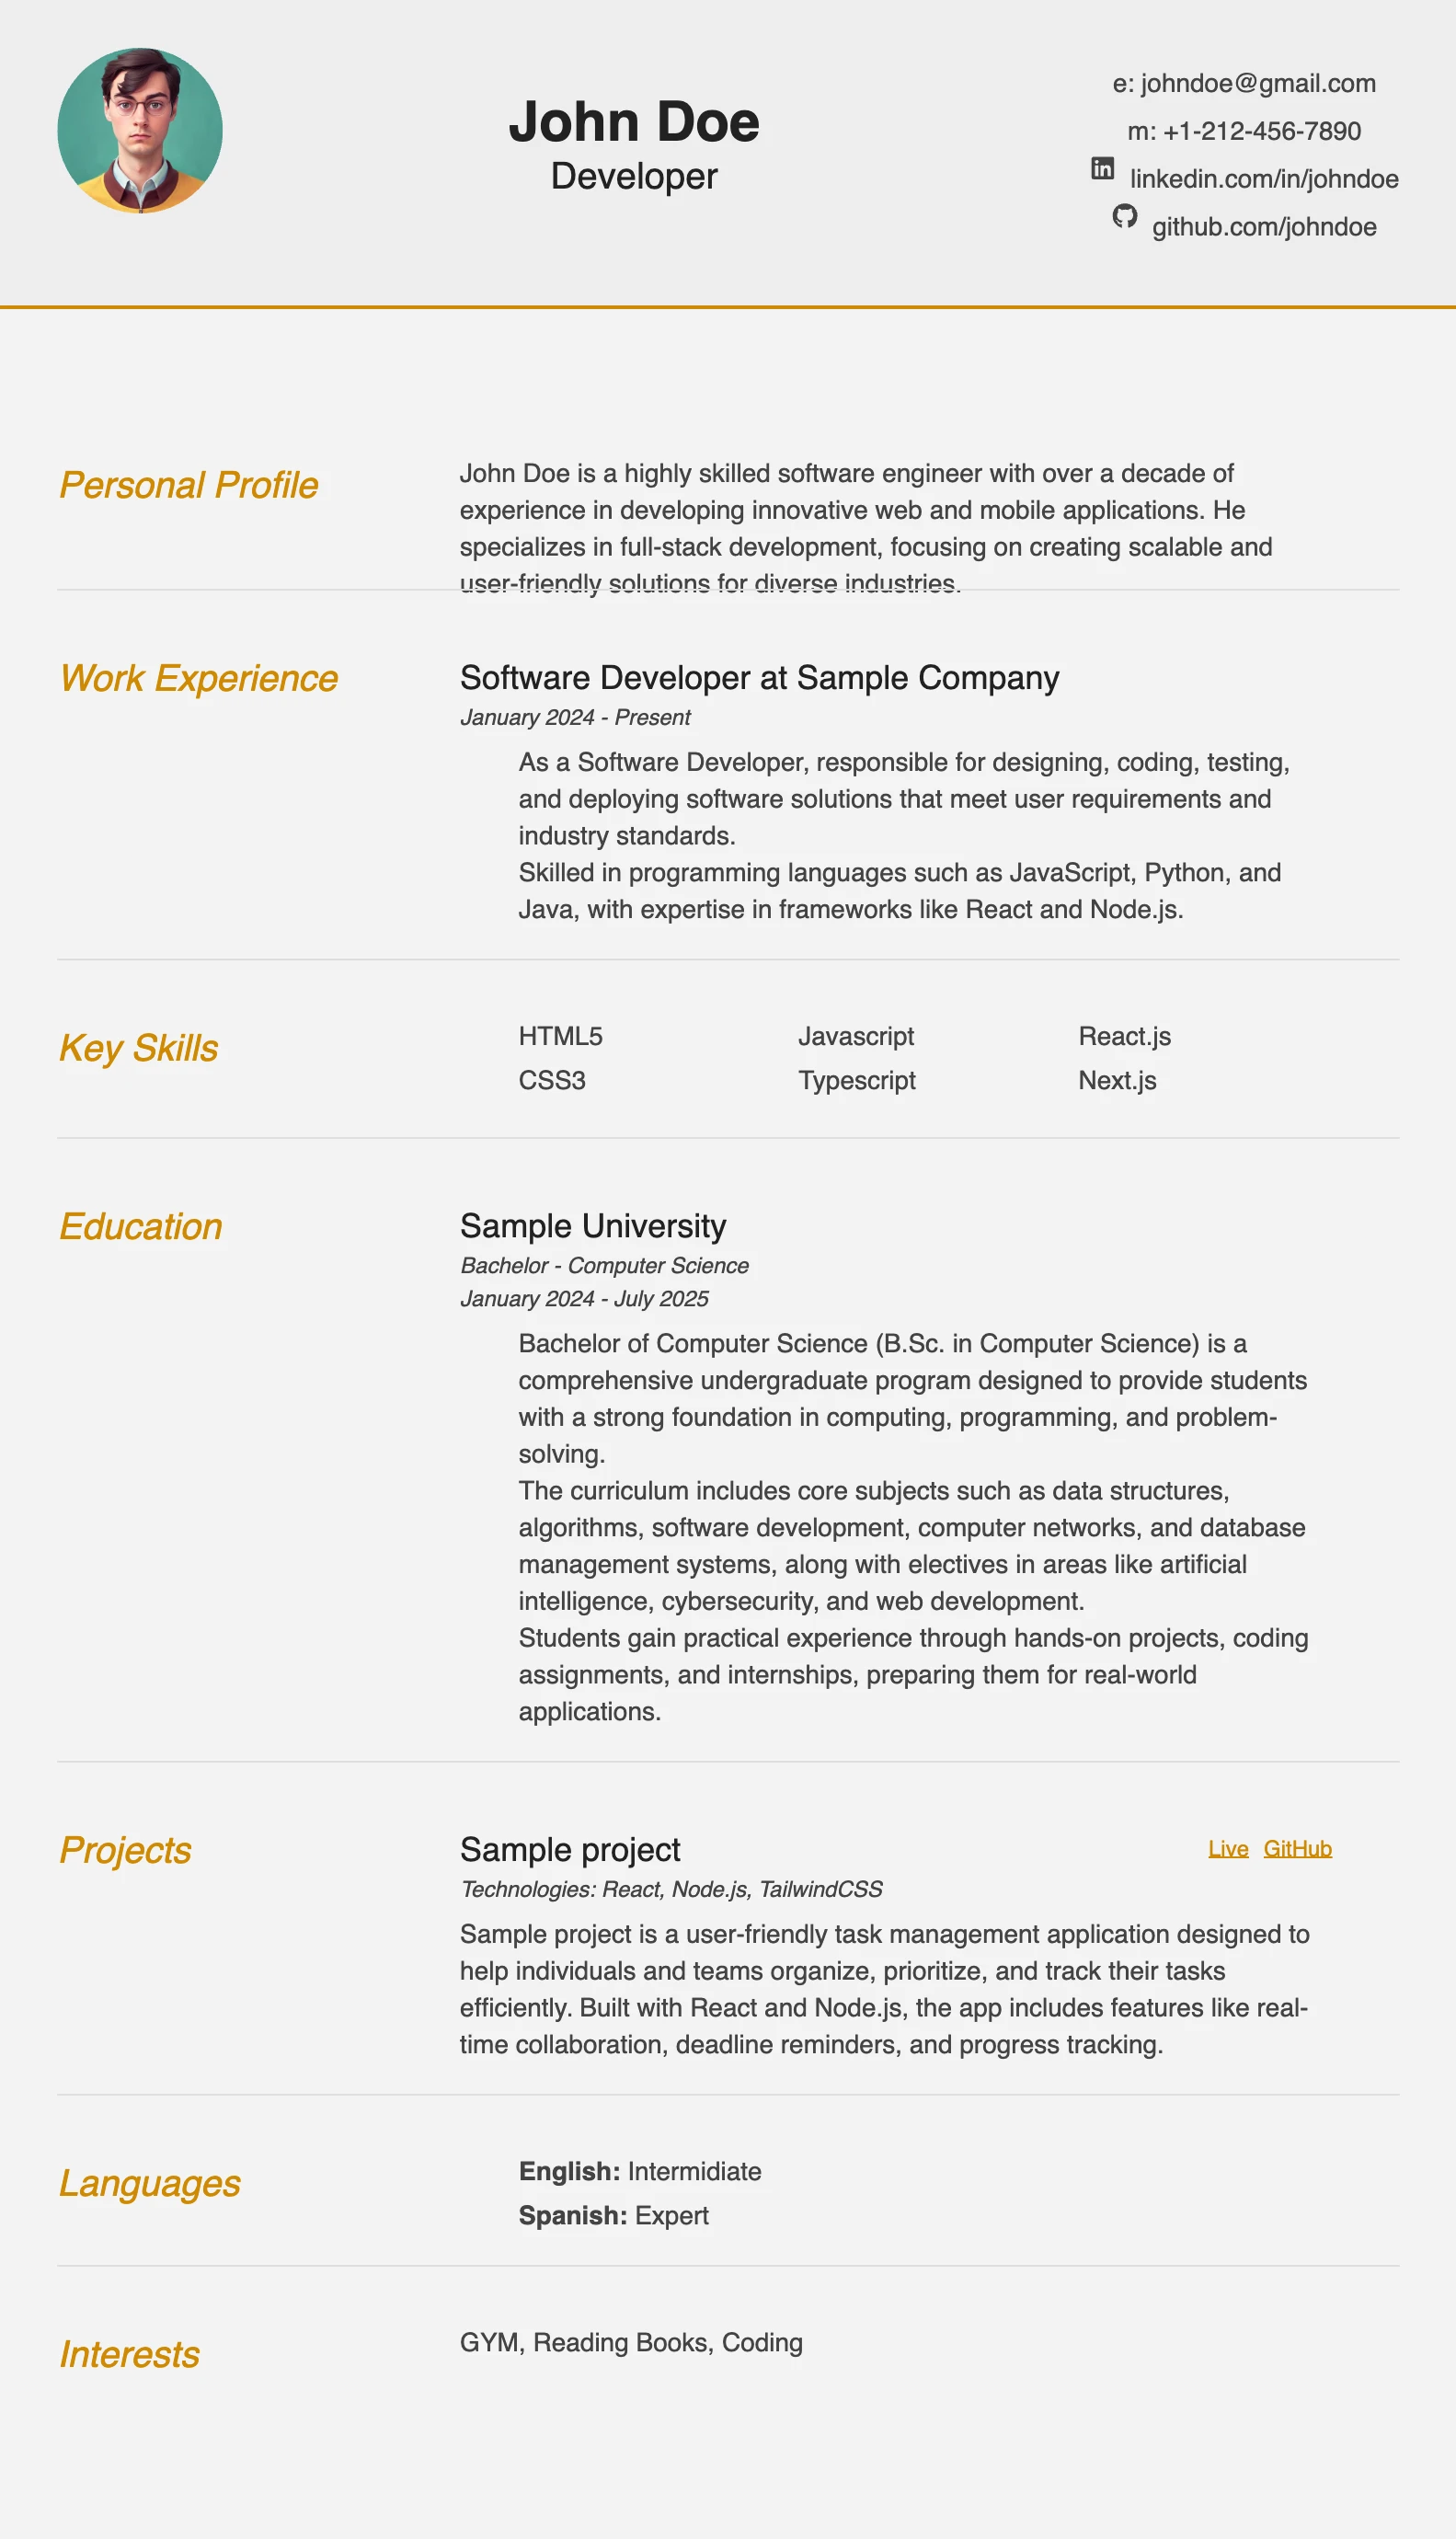 John Doe
Developer
e: johndoe@gmail.com
m: +1-212-456-7890
linkedin.com/in/johndoe
github.com/johndoe
Personal Profile
John Doe is a highly skilled software engineer with over a decade of
experience in developing innovative web and mobile applications. He
specializes in full-stack development, focusing on creating scalable and
user-friendly solutions for diverse industries.
Work Experience
Software Developer at Sample Company
January 2024 - Present
As a Software Developer, responsible for designing, coding, testing,
and deploying software solutions that meet user requirements and
industry standards.
Skilled in programming languages such as JavaScript, Python, and
Java, with expertise in frameworks like React and Node.js.
Key Skills
HTML5 Javascript React.js
CSS3 Typescript Next.js
Education
Sample University
Bachelor - Computer Science
January 2024 - July 2025
Bachelor of Computer Science (B.Sc. in Computer Science) is a
comprehensive undergraduate program designed to provide students
with a strong foundation in computing, programming, and problem-
solving.
The curriculum includes core subjects such as data structures,
algorithms, software development, computer networks, and database
management systems, along with electives in areas like artificial
intelligence, cybersecurity, and web development.
Students gain practical experience through hands-on projects, coding
assignments, and internships, preparing them for real-world
applications.
Projects
Sample project Live GitHub
Technologies: React, Node.js, TailwindCSS
Sample project is a user-friendly task management application designed to
help individuals and teams organize, prioritize, and track their tasks
efficiently. Built with React and Node.js, the app includes features like real-
time collaboration, deadline reminders, and progress tracking.
Languages
English: Intermidiate
Spanish: Expert
Interests
GYM, Reading Books, Coding